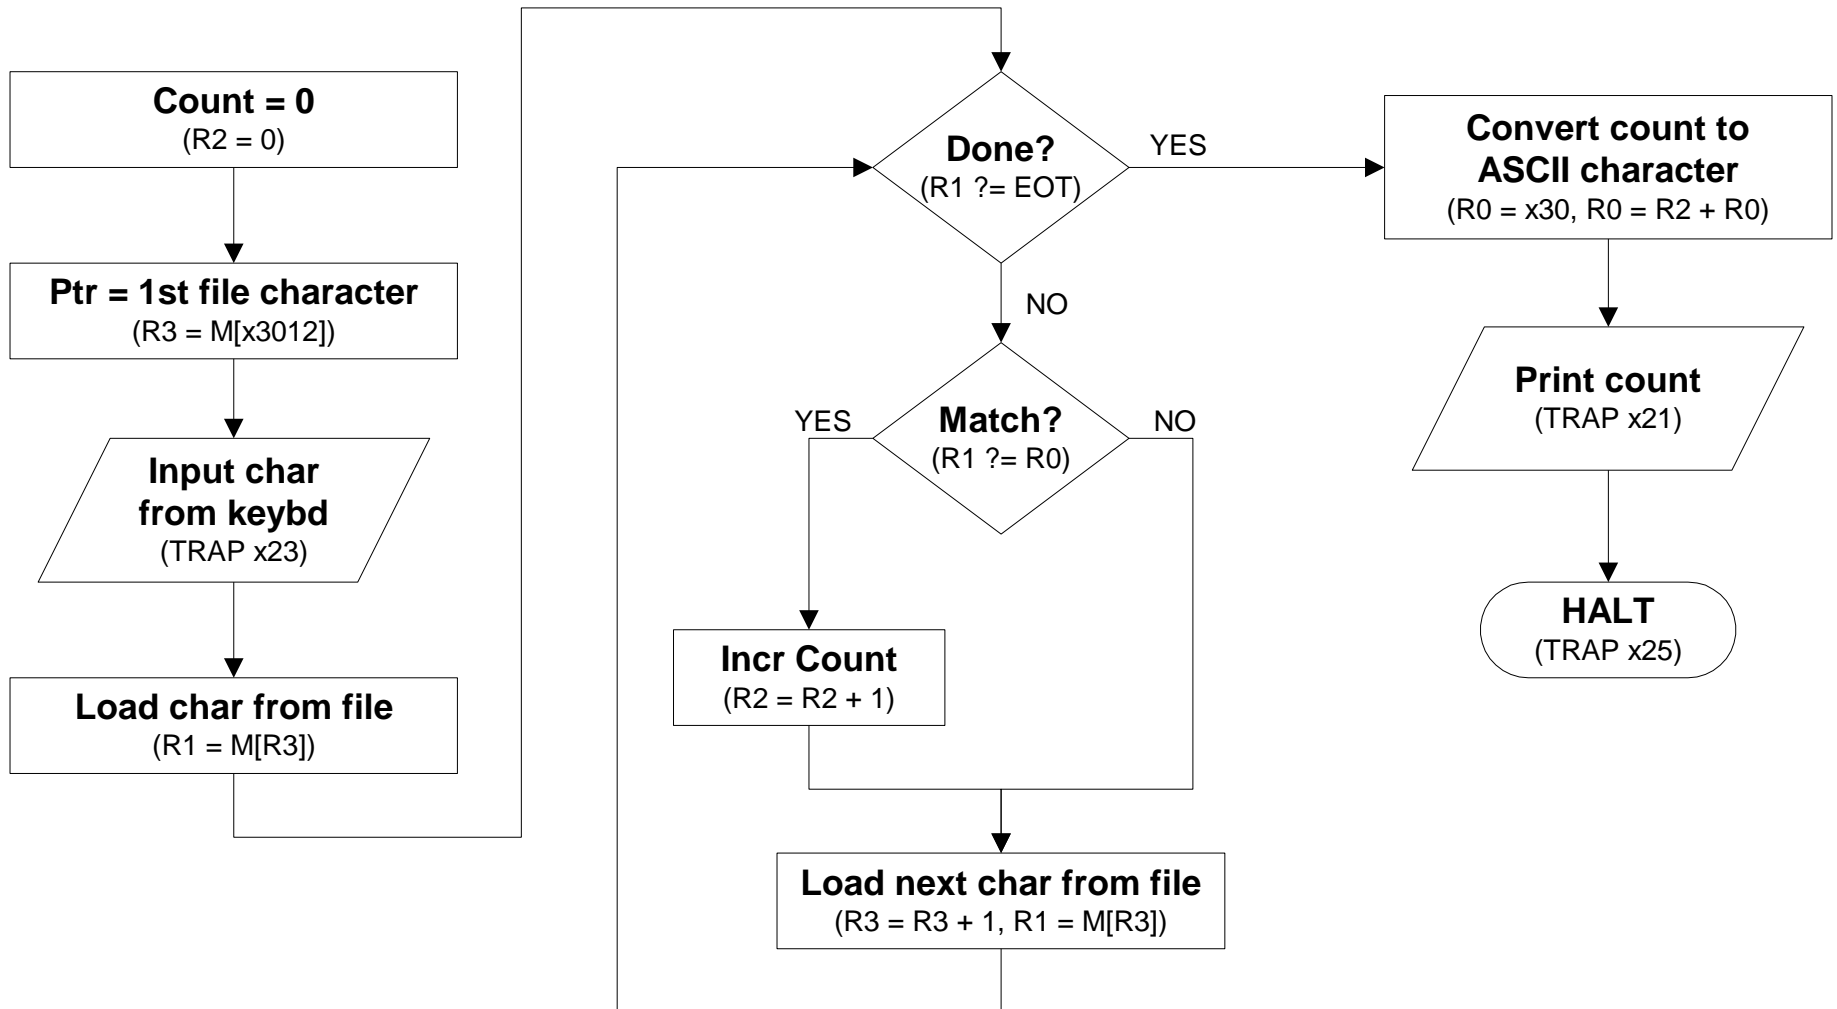 Count = 0
(R2 = 0)
Ptr = 1st file character
(R3 = M[x3012])
Input char
from keybd
(TRAP x23)
Load char from file
(R1 = M[R3])
Done?
(R1 ?= EOT)
YES
NO
Match?
(R1 ?= R0)
YES
NO
Incr Count
(R2 = R2 + 1)
Load next char from file
(R3 = R3 + 1, R1 = M[R3])
Convert count to
ASCII character
(R0 = x30, R0 = R2 + R0)
Print count
(TRAP x21)
HALT
(TRAP x25)